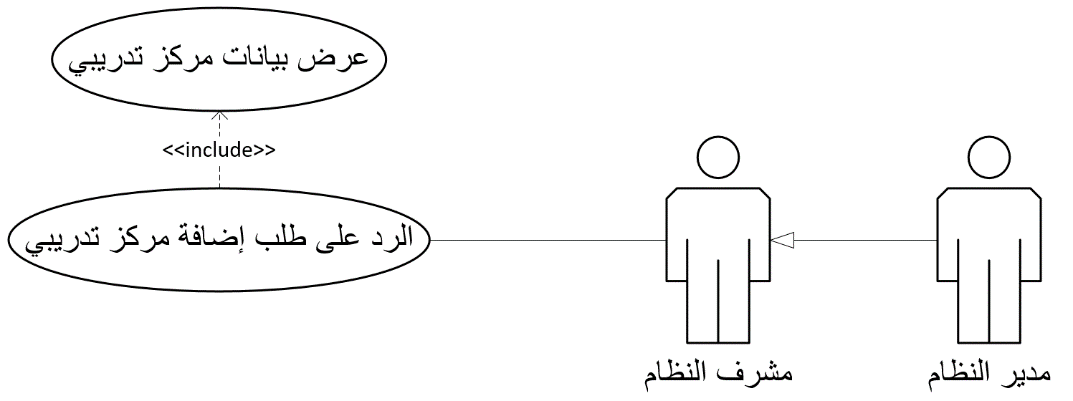 عرض بيانات مركز تدريبي
<<include>>
الرد على طلب إضافة مركز تدريبي
مشرف النظام
مدير النظام